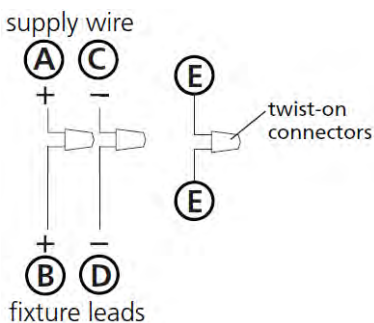 supply wire
A C E
+ −
twist-on
connectors
E
+ −
B D
fixture leads